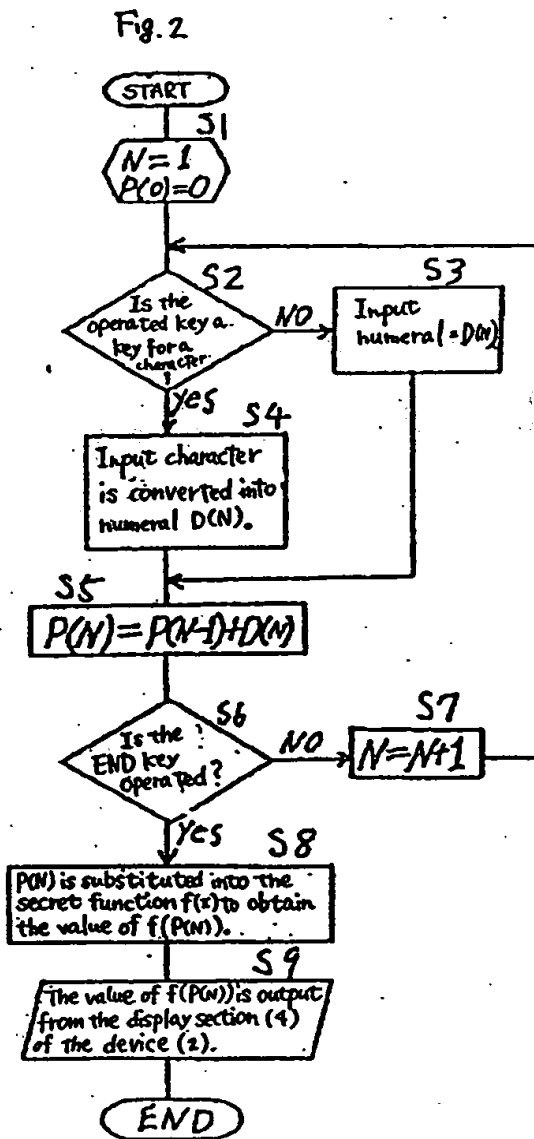 Fig. 2
START
S1
N = 1
P(0) = 0
S2
Is the
operated key a
key for a
character
?
NO
S3
Input
numeral = D(N)
yes
S4
Input character
is converted into
numeral D(N).
S5
P(N) = P(N-1) + D(N)
S6
Is the
END key
operated?
NO
S7
N = N+1
yes
S8
P(N) is substituted into the
secret function f(x) to obtain
the value of f(P(N)).
S9
The value of f(P(N)) is output
from the display section (4)
of the device (2).
END